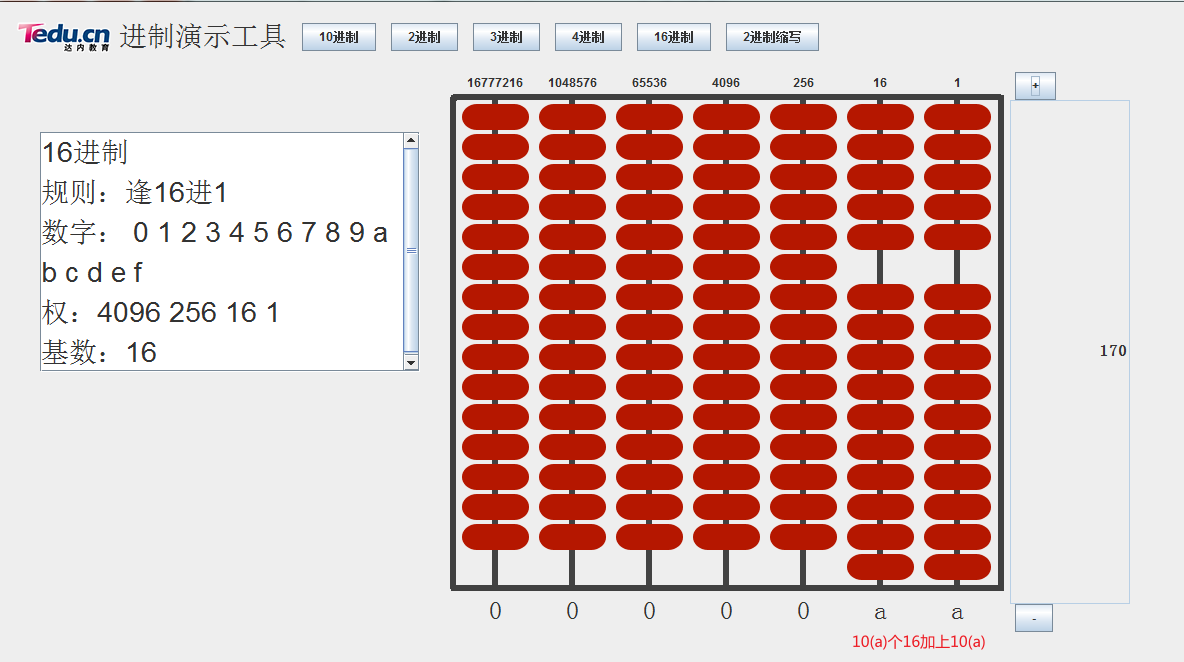 Tedu.cn 达内教育 进制演示工具 10进制 2进制 3进制 4进制 16进制 2进制缩写
16777216 1048576 65536 4096 256 16 1 +
16进制
规则：逢16进1
数字： 0 1 2 3 4 5 6 7 8 9 a
b c d e f
权：4096 256 16 1
基数：16
170
0 0 0 0 0 a a -
10(a)个16加上10(a)